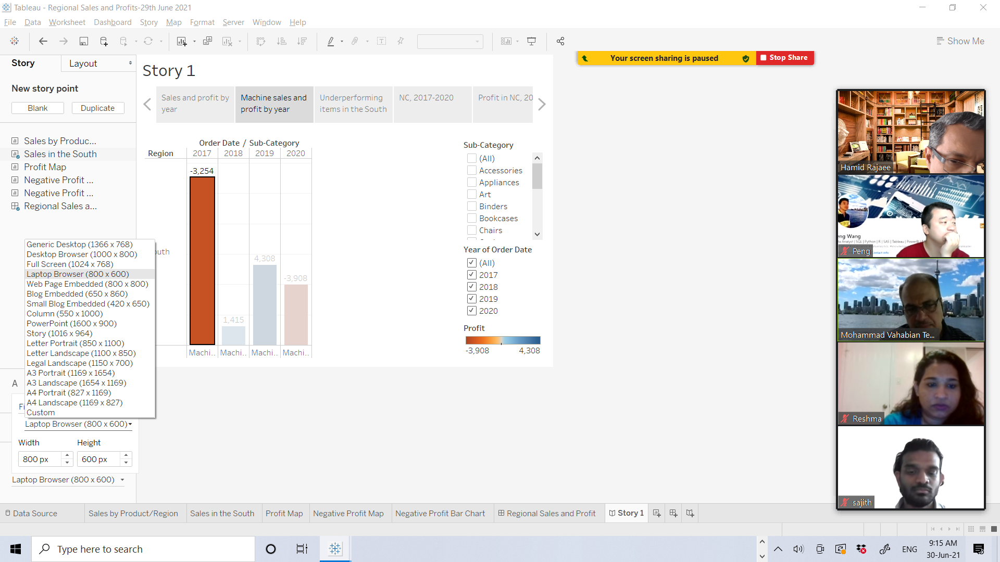 Tableau - Regional Sales and Profits-29th June 2021
File Data Worksheet Dashboard Story Map Format Server Window Help
Show Me
Story
Layout
New story point
Blank
Duplicate
Sales by Produc...
Sales in the South
Profit Map
Negative Profit ...
Negative Profit ...
Regional Sales a...
Generic Desktop (1366 x 768)
Desktop Browser (1000 x 800)
Full Screen (1024 x 768)
Laptop Browser (800 x 600)
Web Page Embedded (800 x 800)
Blog Embedded (650 x 860)
Small Blog Embedded (420 x 650)
Column (550 x 1000)
PowerPoint (1600 x 900)
Story (1016 x 964)
Letter Portrait (850 x 1100)
Letter Landscape (1100 x 850)
Legal Landscape (1150 x 700)
A3 Portrait (1169 x 1654)
A3 Landscape (1654 x 1169)
A4 Portrait (827 x 1169)
A4 Landscape (1169 x 827)
Custom
A
Fi
Laptop Browser (800 x 600)
Width
Height
800 px
600 px
Laptop Browser (800 x 600)
Story 1
Sales and profit by year
Machine sales and profit by year
Underperforming items in the South
NC, 2017-2020
Profit in NC, 20
Order Date / Sub-Category
Region
2017
2018
2019
2020
-3,254
1,415
4,308
-3,908
outh
Machi..
Machi..
Machi..
Machi..
Sub-Category
(All)
Accessories
Appliances
Art
Binders
Bookcases
Chairs
Year of Order Date
(All)
2017
2018
2019
2020
Profit
-3,908
4,308
Your screen sharing is paused
Stop Share
Hamid Rajaee
eng Wang
Peng
Mohammad Vahabian Te...
Reshma
sajith
Data Source
Sales by Product/Region
Sales in the South
Profit Map
Negative Profit Map
Negative Profit Bar Chart
Regional Sales and Profit
Story 1
Type here to search
ENG
9:15 AM
30-Jun-21